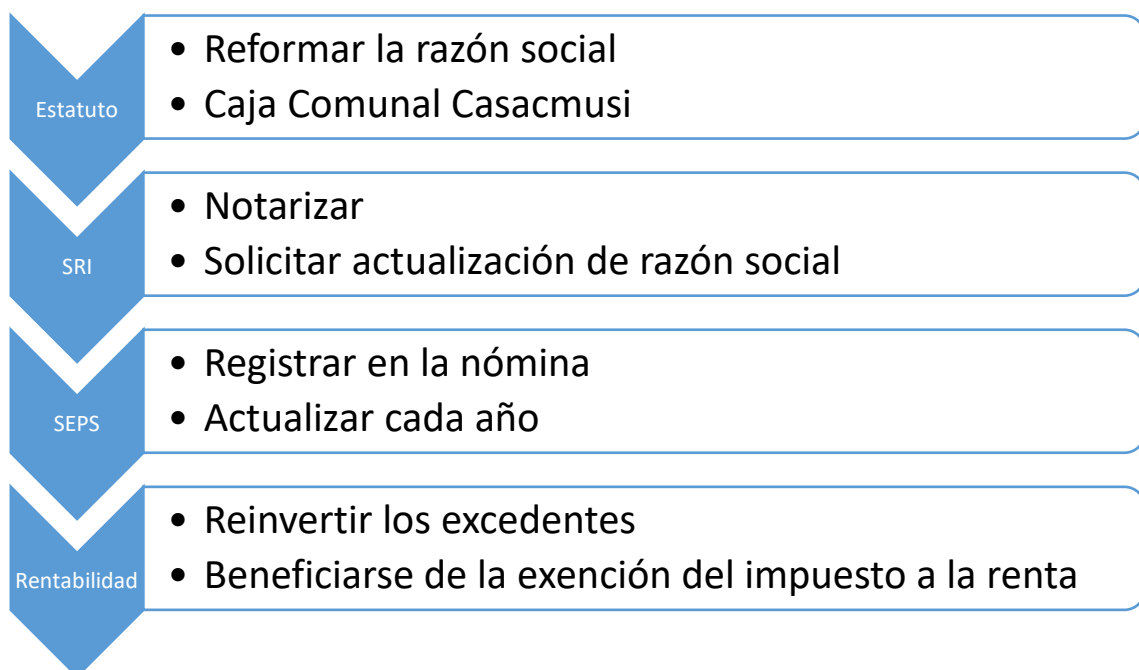 Estatuto
• Reformar la razón social
• Caja Comunal Casacmusi
SRI
• Notarizar
• Solicitar actualización de razón social
SEPS
• Registrar en la nómina
• Actualizar cada año
Rentabilidad
• Reinvertir los excedentes
• Beneficiarse de la exención del impuesto a la renta